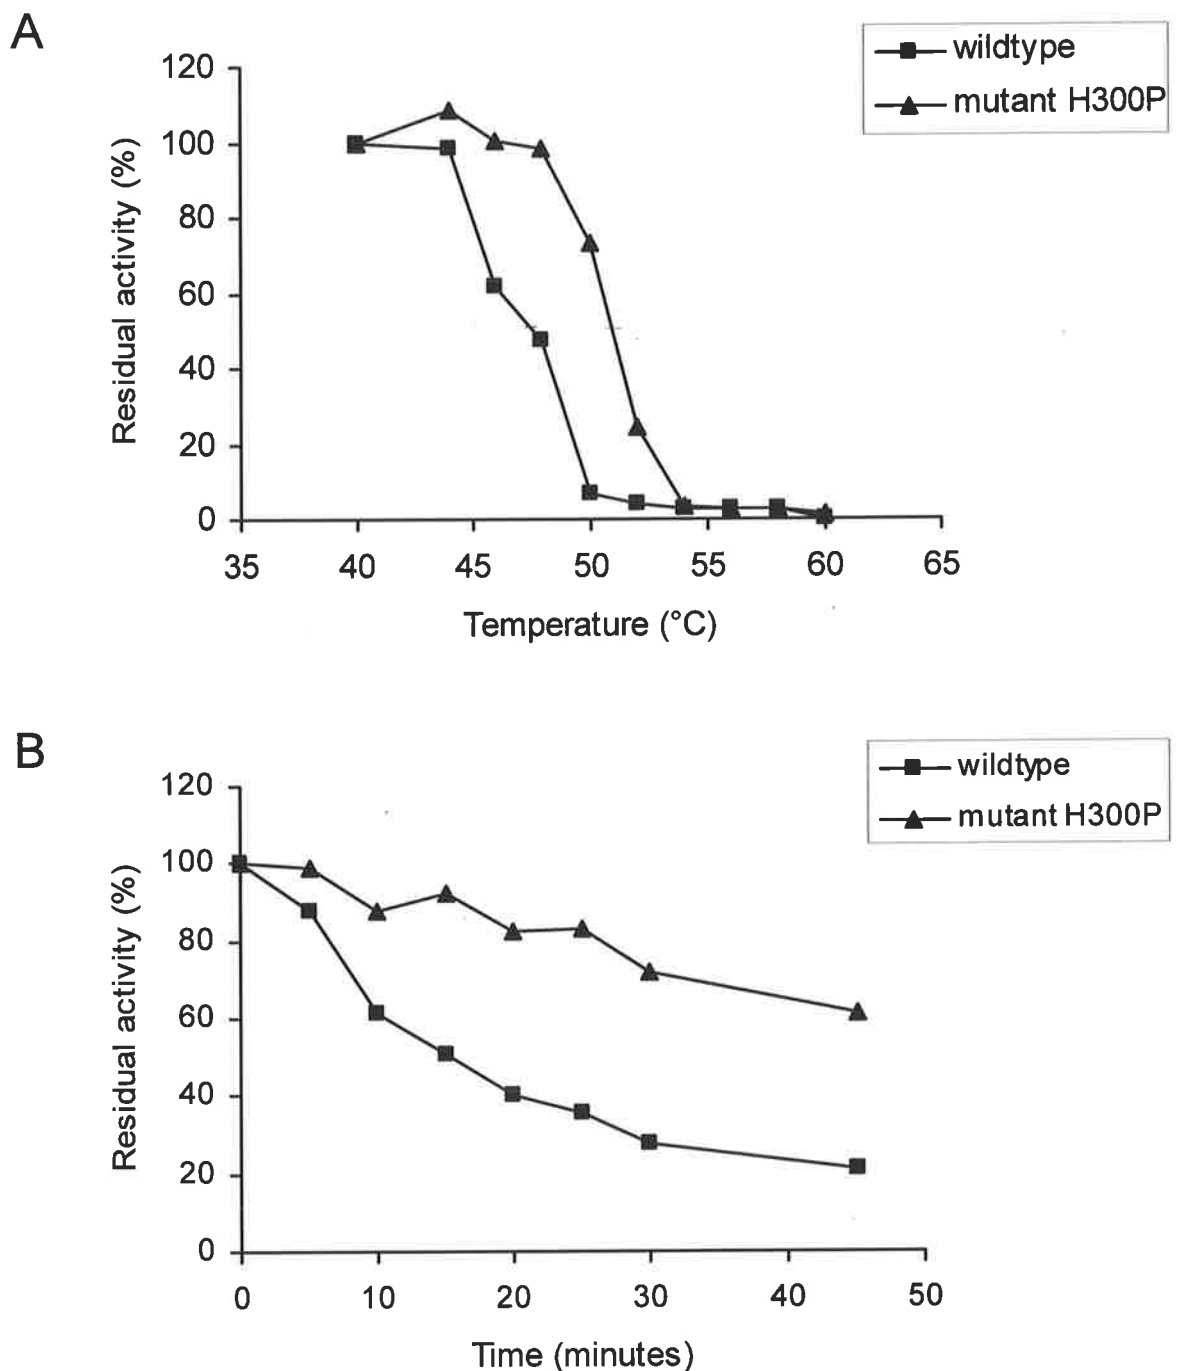 A
wildtype
mutant H300P
120
100
80
60
40
20
0
Residual activity (%)
35 40 45 50 55 60 65
Temperature (°C)
B
wildtype
mutant H300P
120
100
80
60
40
20
0
Residual activity (%)
0 10 20 30 40 50
Time (minutes)